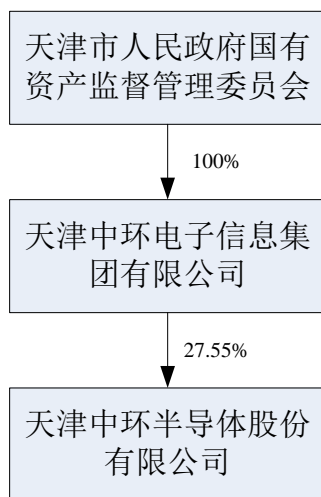 天津市人民政府国有
资产监督管理委员会
100%
天津中环电子信息集
团有限公司
27.55%
天津中环半导体股份
有限公司